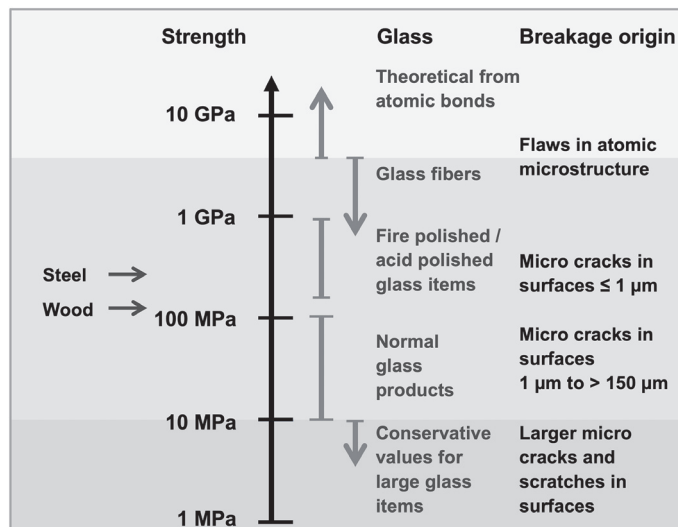 Strength Glass Breakage origin
Theoretical from
atomic bonds
10 GPa
Flaws in atomic
microstructure
Glass fibers
1 GPa
Fire polished /
acid polished
glass items
Micro cracks in
surfaces ≤ 1 µm
Steel
Wood
100 MPa
Normal
glass
products
Micro cracks in
surfaces
1 µm to > 150 µm
10 MPa
Conservative
values for
large glass
items
Larger micro
cracks and
scratches in
surfaces
1 MPa